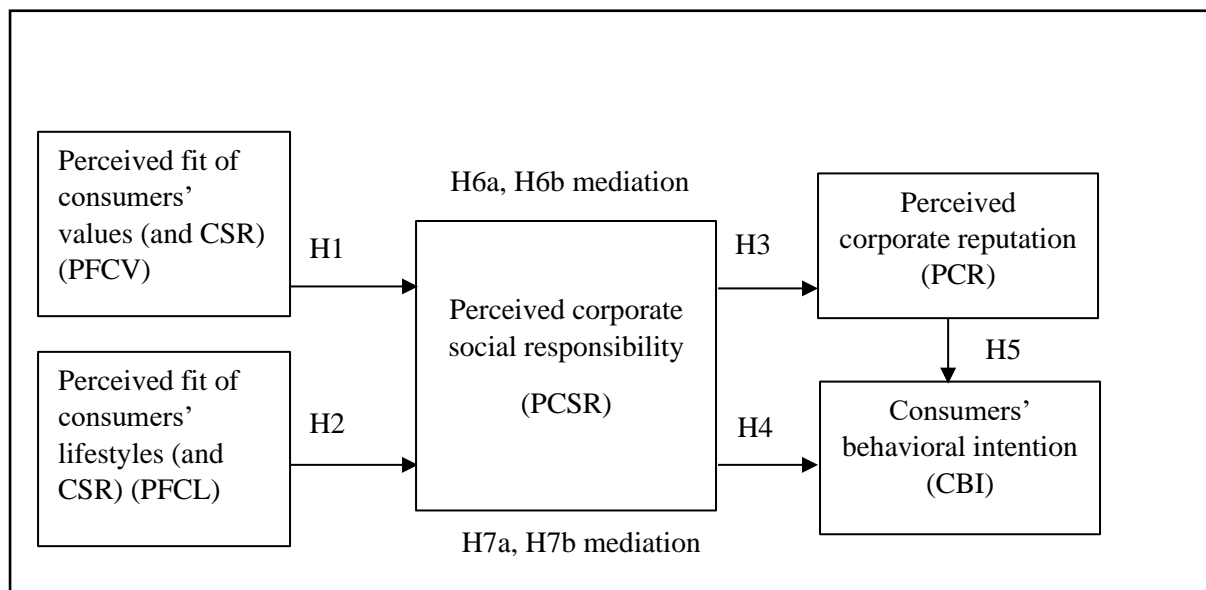 Perceived fit of
consumers’
values (and CSR)
(PFCV)
H1
Perceived fit of
consumers’
lifestyles (and
CSR) (PFCL)
H2
H6a, H6b mediation
Perceived corporate
social responsibility
(PCSR)
H7a, H7b mediation
H3
Perceived
corporate reputation
(PCR)
H5
H4
Consumers’
behavioral intention
(CBI)